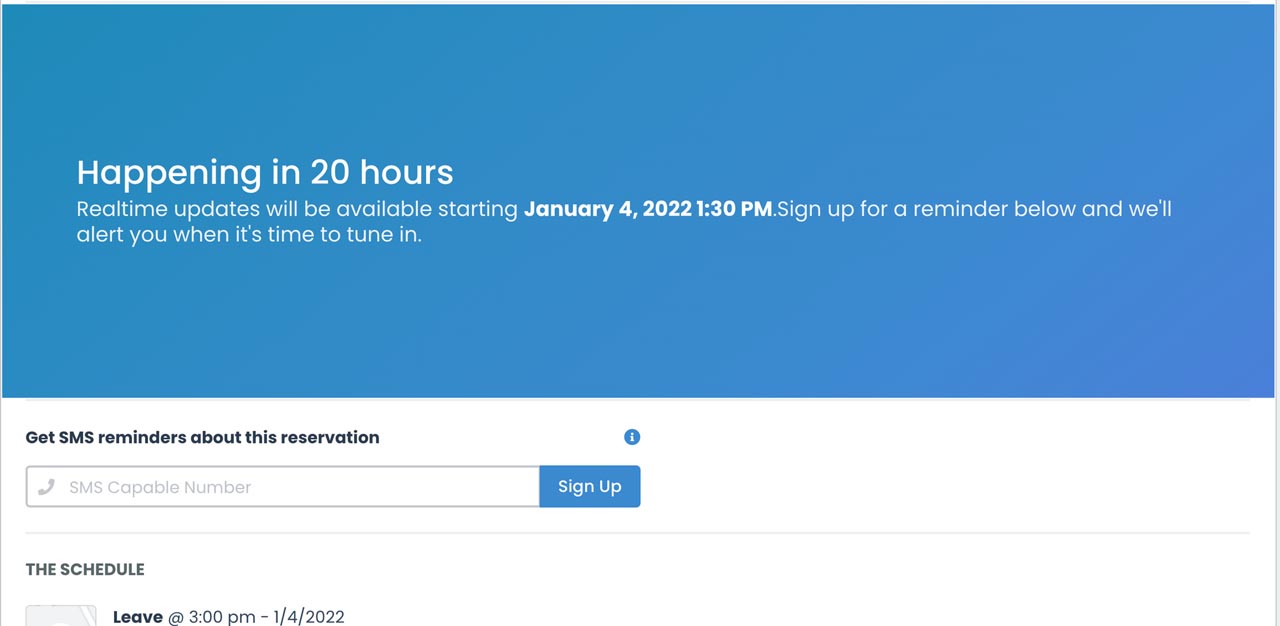 Happening in 20 hours
Realtime updates will be available starting January 4, 2022 1:30 PM.Sign up for a reminder below and we'll
alert you when it's time to tune in.
Get SMS reminders about this reservation
SMS Capable Number
Sign Up
THE SCHEDULE
Leave @ 3:00 pm - 1/4/2022